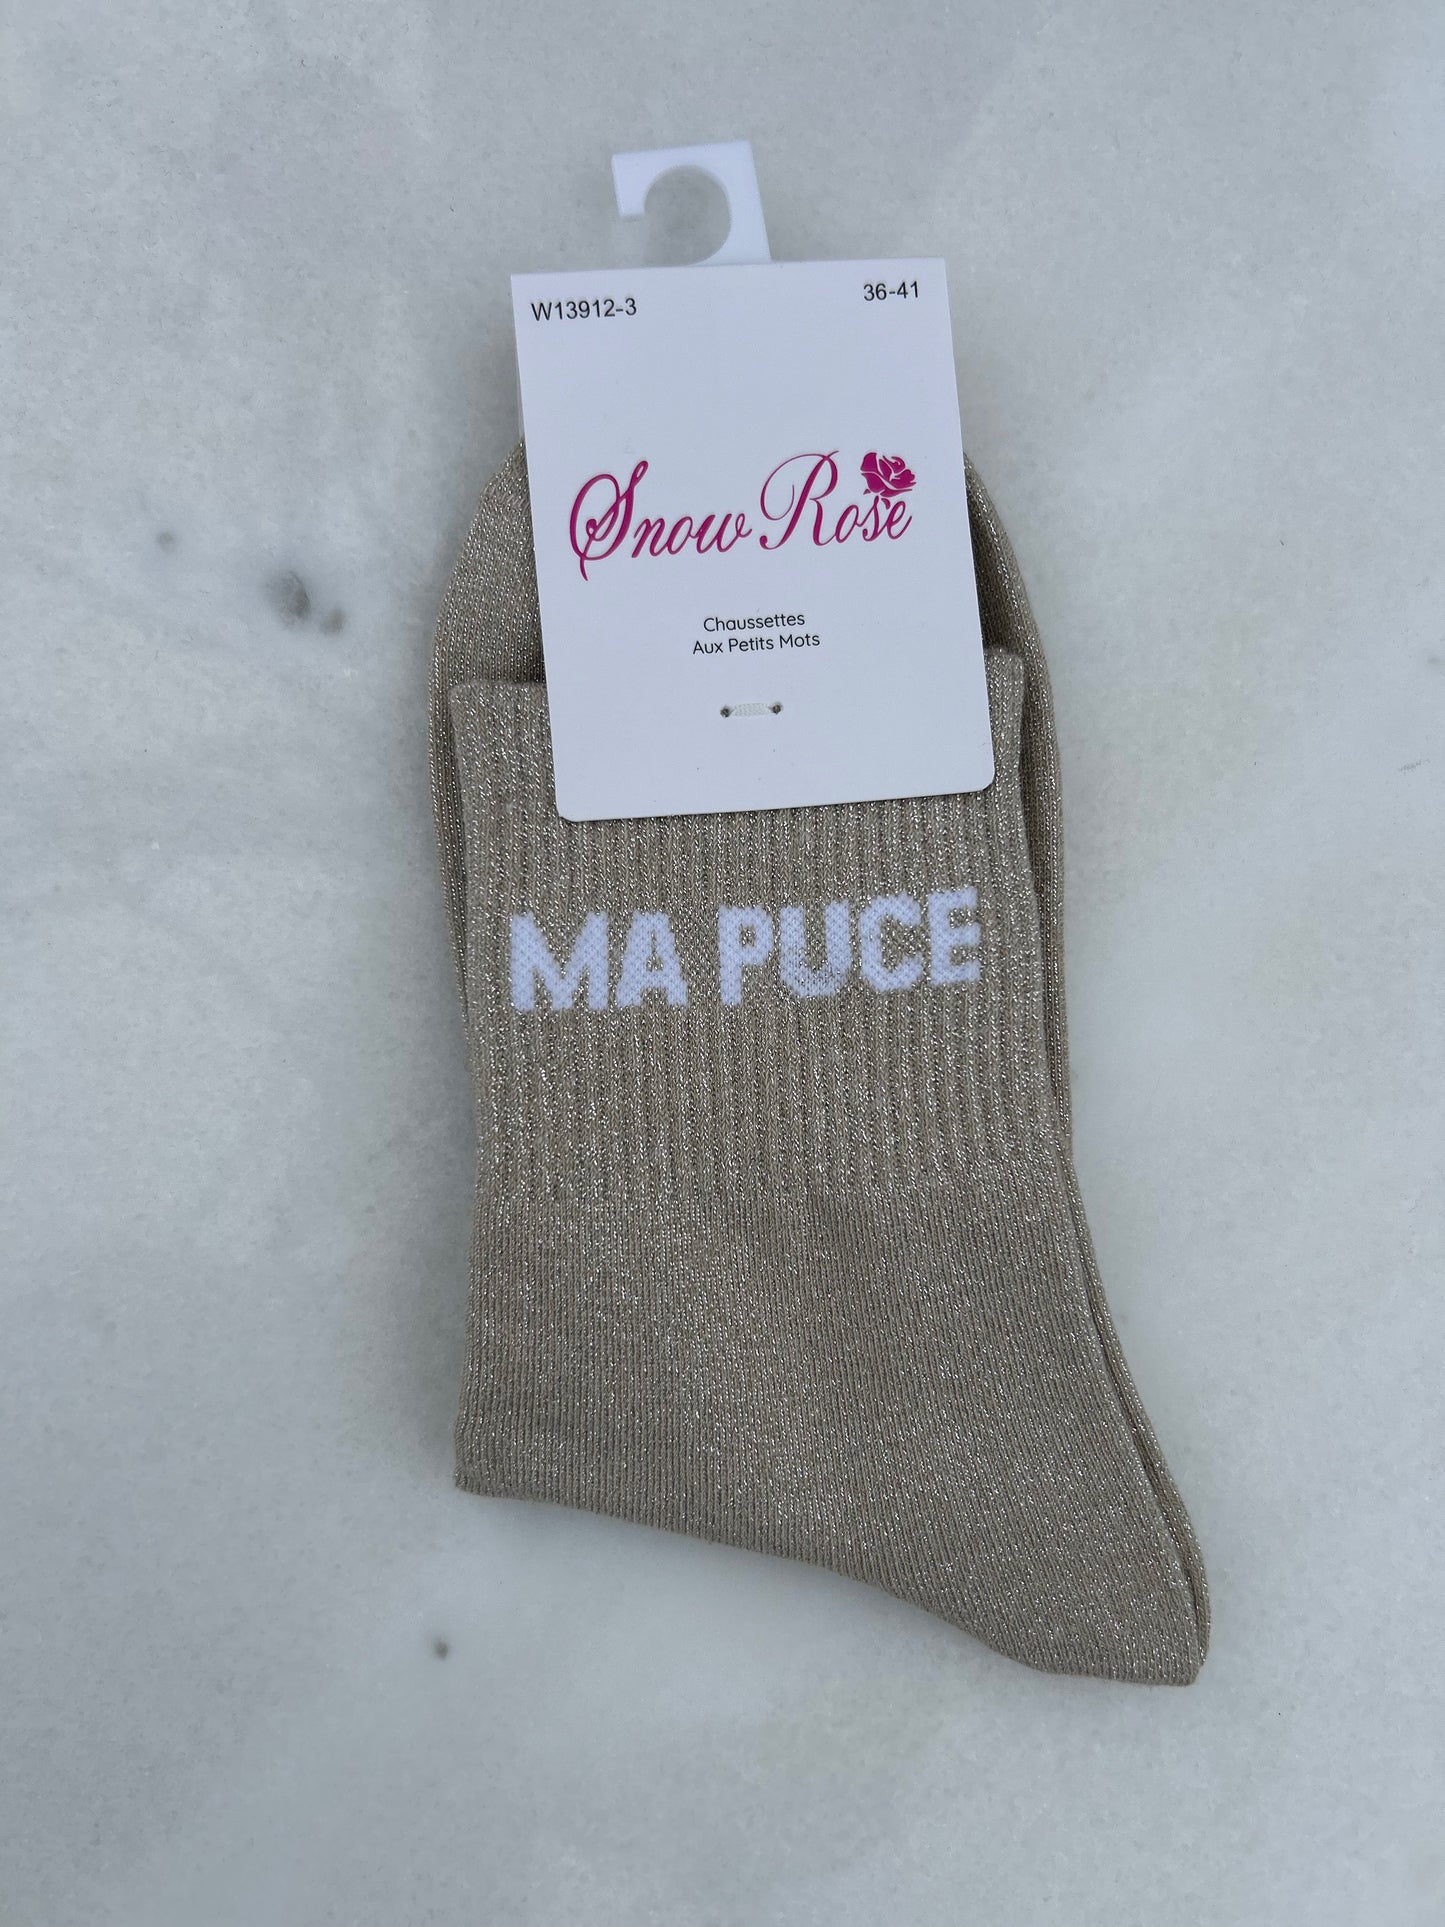 W13912-3 36-41
Snow Rose
Chaussettes
Aux Petits Mots
MA PUCE